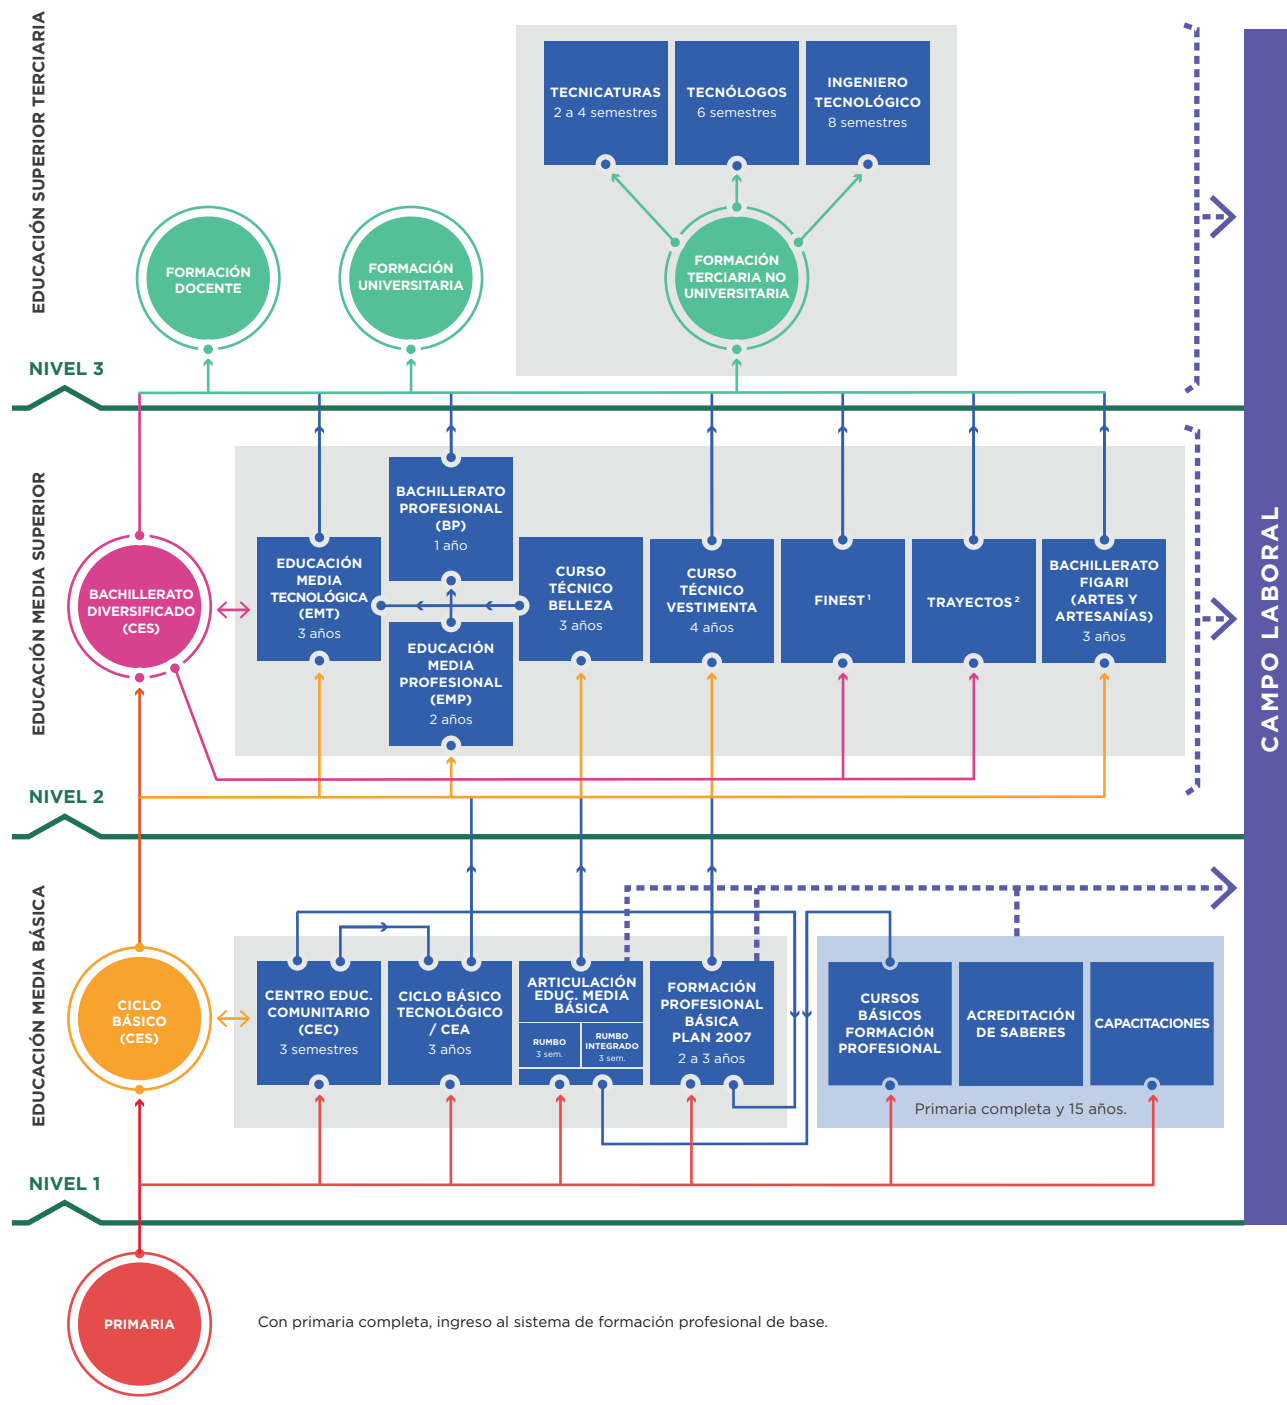 EDUCACIÓN SUPERIOR TERCIARIA
TECNICATURAS
2 a 4 semestres
TECNÓLOGOS
6 semestres
INGENIERO
TECNOLÓGICO
8 semestres
FORMACIÓN
DOCENTE
FORMACIÓN
UNIVERSITARIA
FORMACIÓN
TERCIARIA NO
UNIVERSITARIA
NIVEL 3
EDUCACIÓN MEDIA SUPERIOR
BACHILLERATO
DIVERSIFICADO
(CES)
EDUCACIÓN
MEDIA
TECNOLÓGICA
(EMT)
3 años
BACHILLERATO
PROFESIONAL
(BP)
1 año
EDUCACIÓN
MEDIA
PROFESIONAL
(EMP)
2 años
CURSO
TÉCNICO
BELLEZA
3 años
CURSO
TÉCNICO
VESTIMENTA
4 años
FINEST ¹
TRAYECTOS ²
BACHILLERATO
FIGARI
(ARTES Y
ARTESANÍAS)
3 años
CAMPO LABORAL
NIVEL 2
EDUCACIÓN MEDIA BÁSICA
CICLO
BÁSICO
(CES)
CENTRO EDUC.
COMUNITARIO
(CEC)
3 semestres
CICLO BÁSICO
TECNOLÓGICO
/ CEA
3 años
ARTICULACIÓN
EDUC. MEDIA
BÁSICA
RUMBO
3 sem.
RUMBO
INTEGRADO
3 sem.
FORMACIÓN
PROFESIONAL
BÁSICA
PLAN 2007
2 a 3 años
CURSOS
BÁSICOS
FORMACIÓN
PROFESIONAL
ACREDITACIÓN
DE SABERES
CAPACITACIONES
Primaria completa y 15 años.
NIVEL 1
PRIMARIA
Con primaria completa, ingreso al sistema de formación profesional de base.